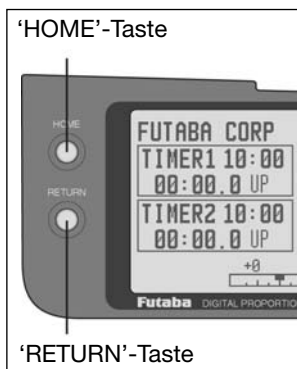 ‘HOME’-Taste
HOME
FUTABA CORP
TIMER1 10:00
00:00.0 UP
RETURN
TIMER2 10:00
00:00.0 UP
+0
Futaba DIGITAL PROPORTIO
‘RETURN’-Taste